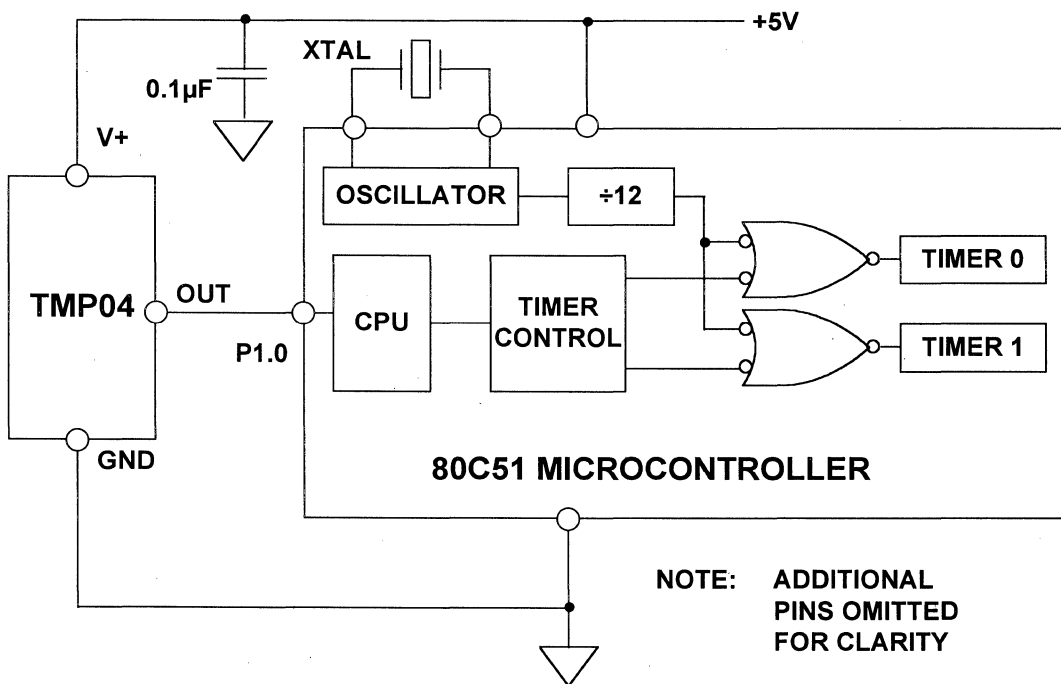 +5V
XTAL
0.1µF
V+
OSCILLATOR
÷12
TMP04
OUT
P1.0
CPU
TIMER
CONTROL
TIMER 0
TIMER 1
GND
80C51 MICROCONTROLLER
NOTE: ADDITIONAL
PINS OMITTED
FOR CLARITY